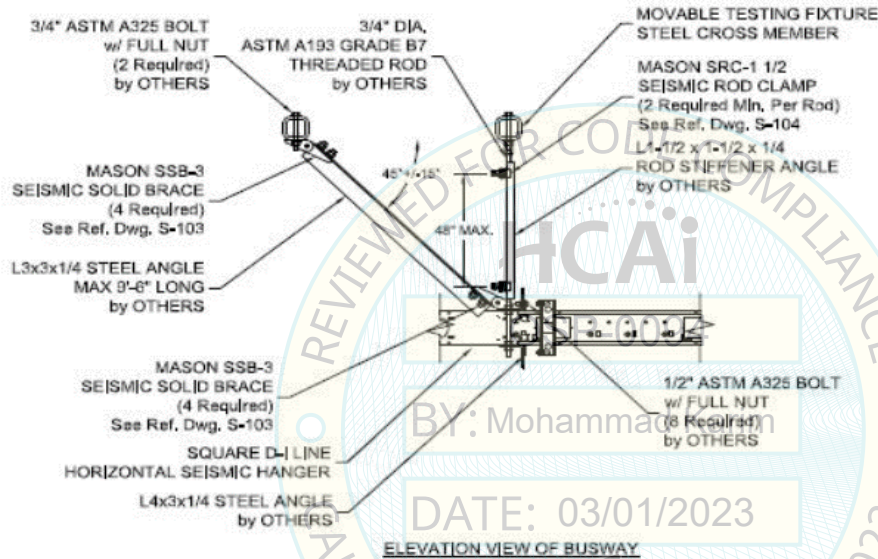 3/4" ASTM A325 BOLT
w/ FULL NUT
(2 Required)
by OTHERS
3/4" DIA.
ASTM A193 GRADE B7
THREADED ROD
by OTHERS
MOVABLE TESTING FIXTURE
STEEL CROSS MEMBER
MASON SRC-1 1/2
SEISMIC ROD CLAMP
(2 Required Min. Per Rod)
See Ref. Dwg. S-104
L1-1/2 x 1-1/2 x 1/4
ROD STIFFENER ANGLE
by OTHERS
MASON SSB-3
SEISMIC SOLID BRACE
(4 Required)
See Ref. Dwg. S-103
45°+/-15°
48" MAX.
L3x3x1/4 STEEL ANGLE
MAX 9'-6" LONG
by OTHERS
MASON SSB-3
SEISMIC SOLID BRACE
(4 Required)
See Ref. Dwg. S-103
SQUARE D-I LINE
HORIZONTAL SEISMIC HANGER
L4x3x1/4 STEEL ANGLE
by OTHERS
1/2" ASTM A325 BOLT
w/ FULL NUT
(8 Required)
by OTHERS
ELEVATION VIEW OF BUSWAY
REVIEWED FOR CODE COMPLIANCE
HCAi
BY: Mohammad Karim
DATE: 03/01/2023